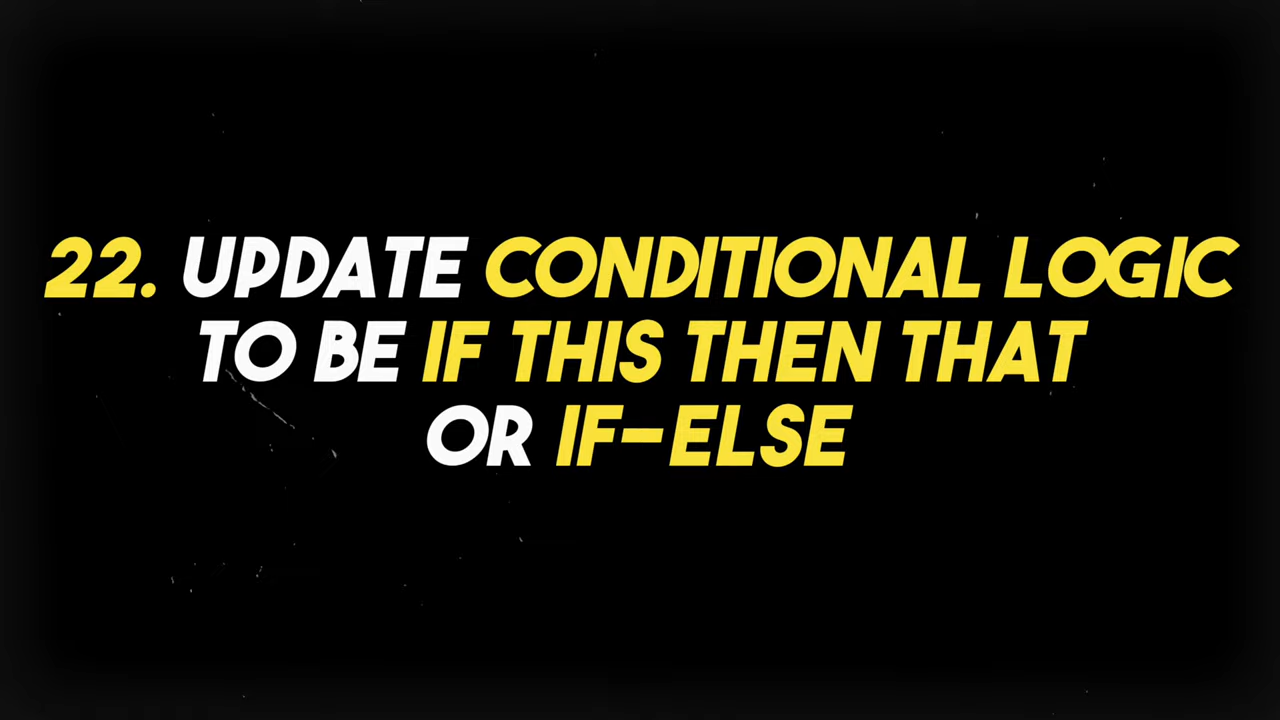 22. UPDATE CONDITIONAL LOGIC
TO BE IF THIS THEN THAT
OR IF-ELSE